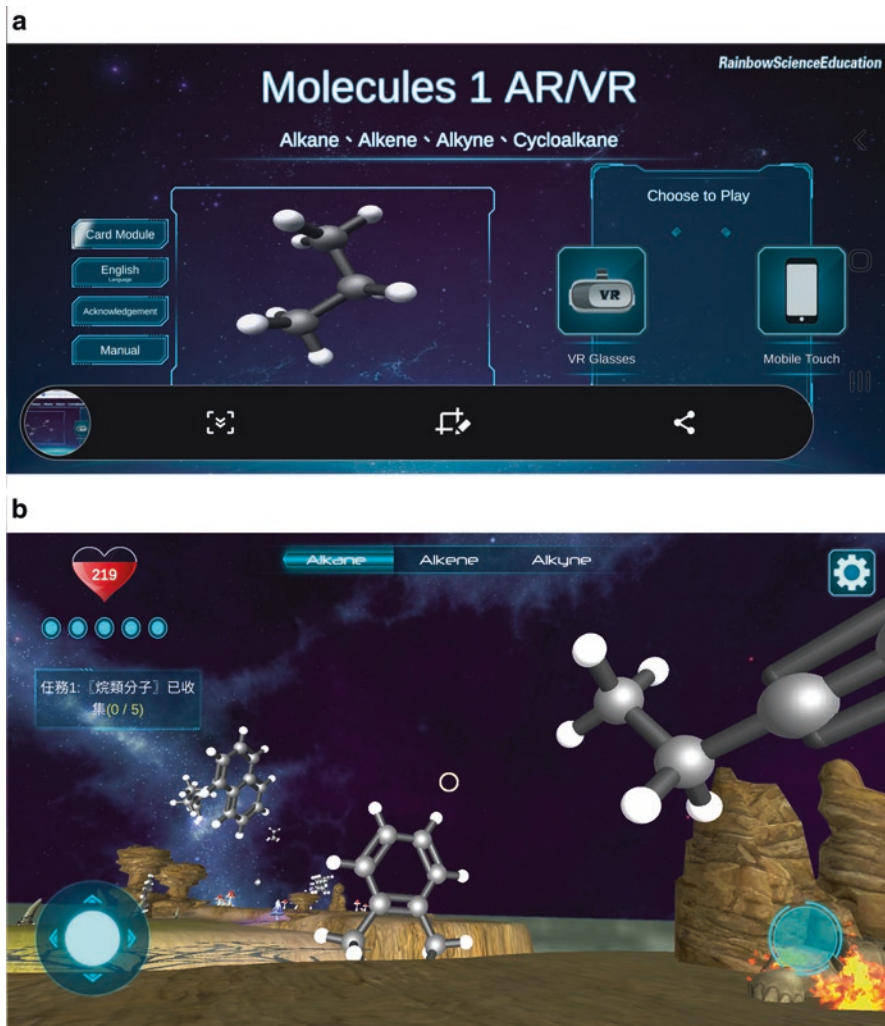 a
RainbowScienceEducation
Molecules 1 AR/VR
Alkane、Alkene、Alkyne、Cycloalkane
Choose to Play
Card Module
English
Language
Acknowledgement
Manual
VR
VR Glasses
Mobile Touch
b
219
Alkane
Alkene
Alkyne
任務1:〖烷類分子〗已收
集(0 / 5)